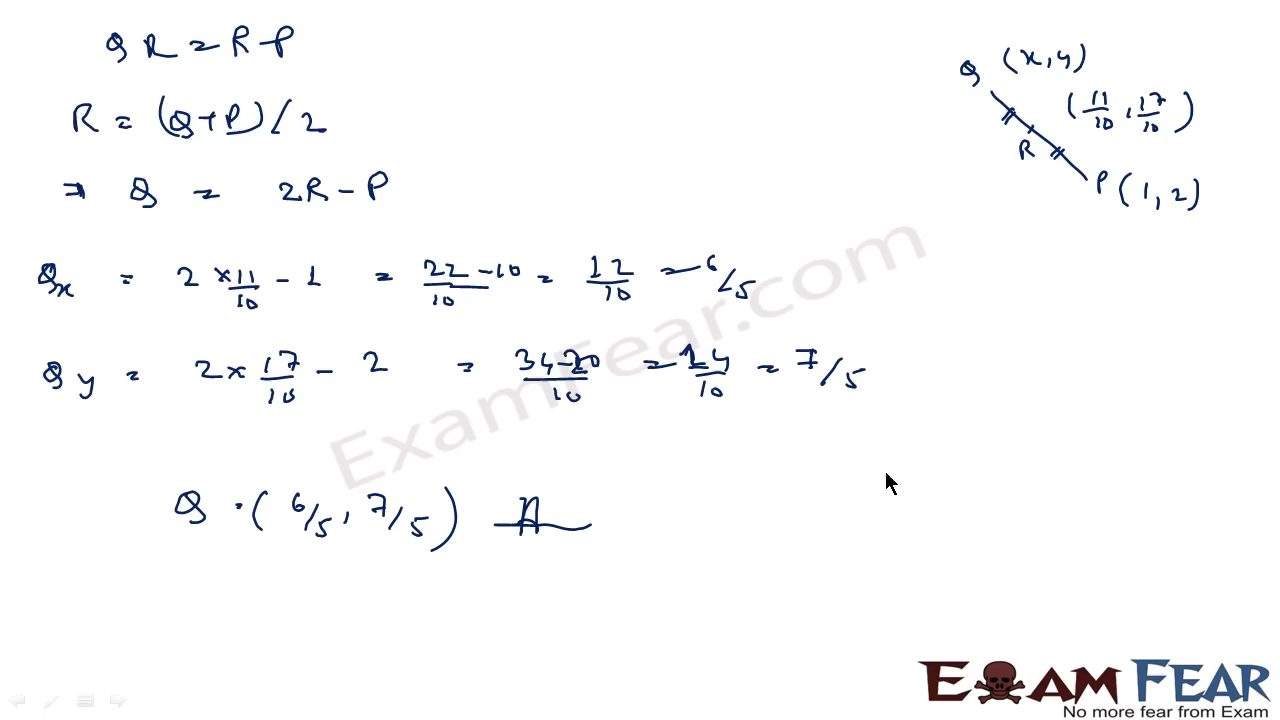 QR = RP
R = (Q+P)/2
⇒ Q = 2R - P
Qx = 2 × 11/10 - 1 = 22-10/10 = 12/10 = 6/5
Qy = 2 × 17/10 - 2 = 34-20/10 = 14/10 = 7/5
Q = (6/5, 7/5) A
Q (x, y)
(11/10, 17/10)
R
P (1, 2)
ExamFear.com
EXAM FEAR
No more fear from Exam